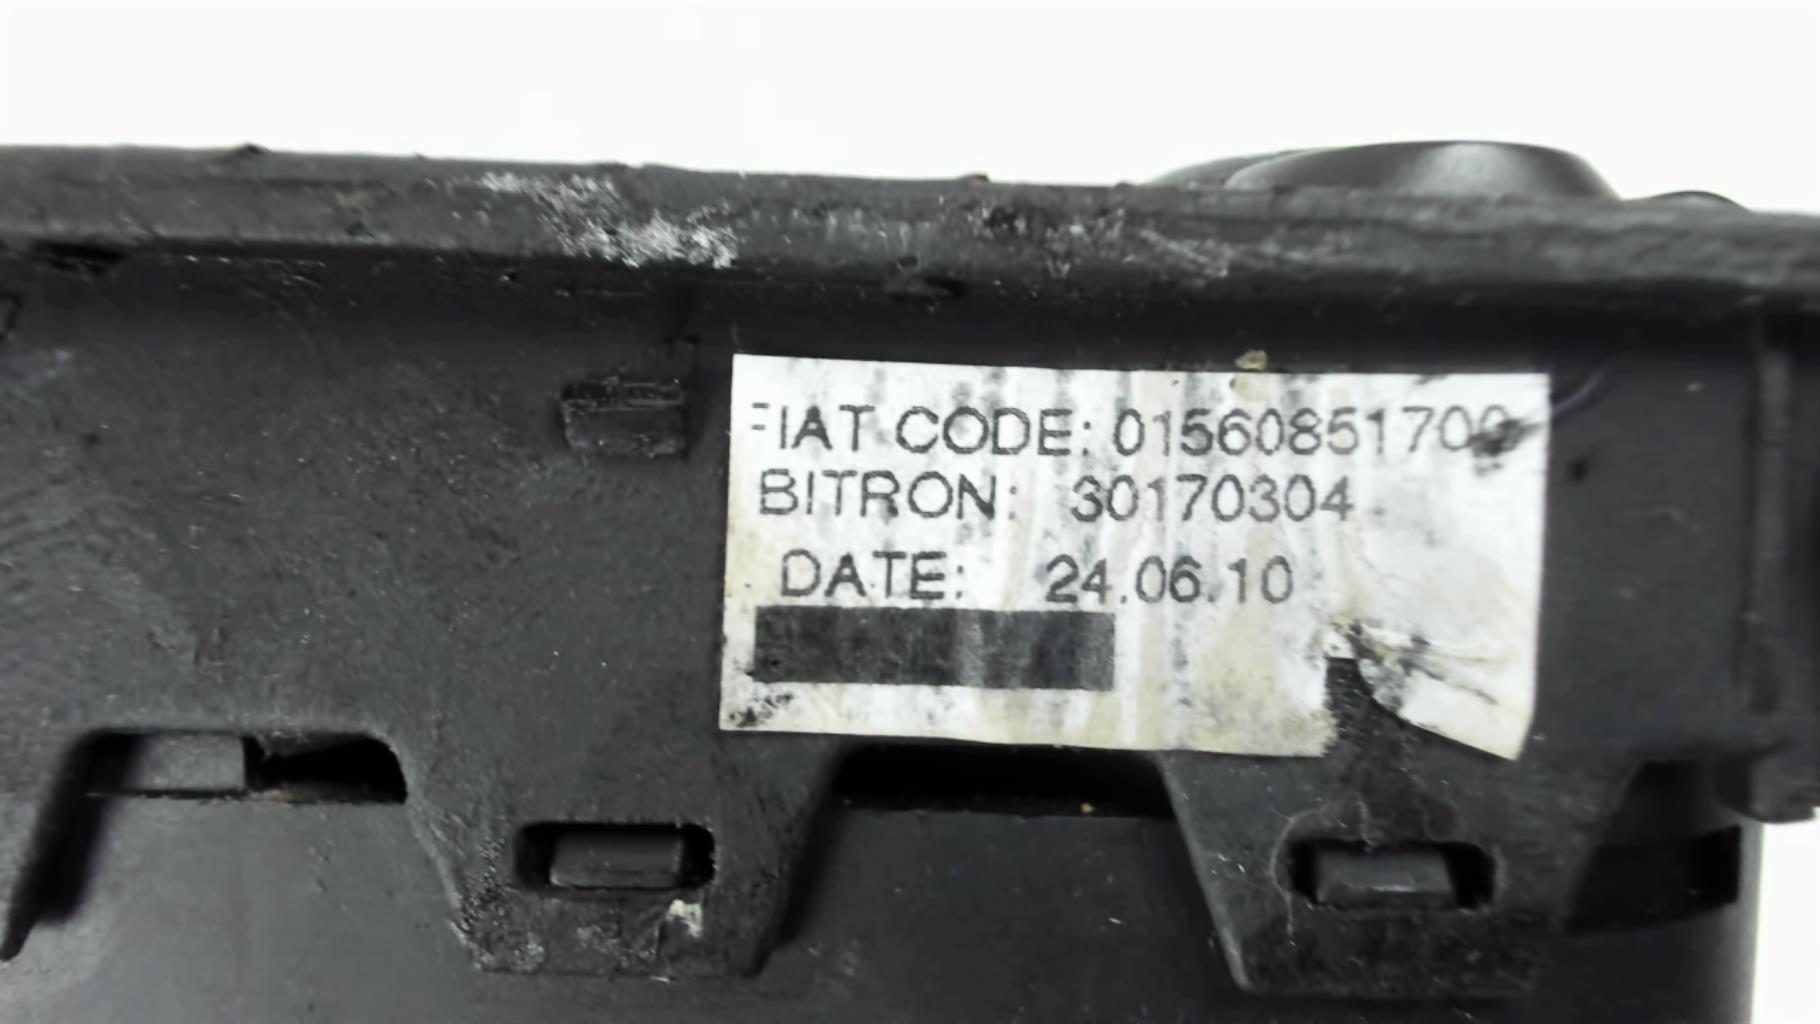 FIAT CODE: 01560851700
BITRON: 30170304
DATE: 24.06.10